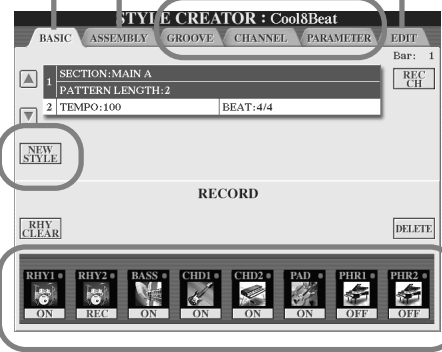 STYLE CREATOR : Cool8Beat
BASIC ASSEMBLY GROOVE CHANNEL PARAMETER EDIT
Bar: 1
1 SECTION:MAIN A
PATTERN LENGTH:2
REC CH
2 TEMPO:100 BEAT:4/4
NEW STYLE
RECORD
RHY CLEAR
DELETE
RHY1 RHY2 BASS CHD1 CHD2 PAD PHR1 PHR2
ON REC ON ON ON ON OFF OFF